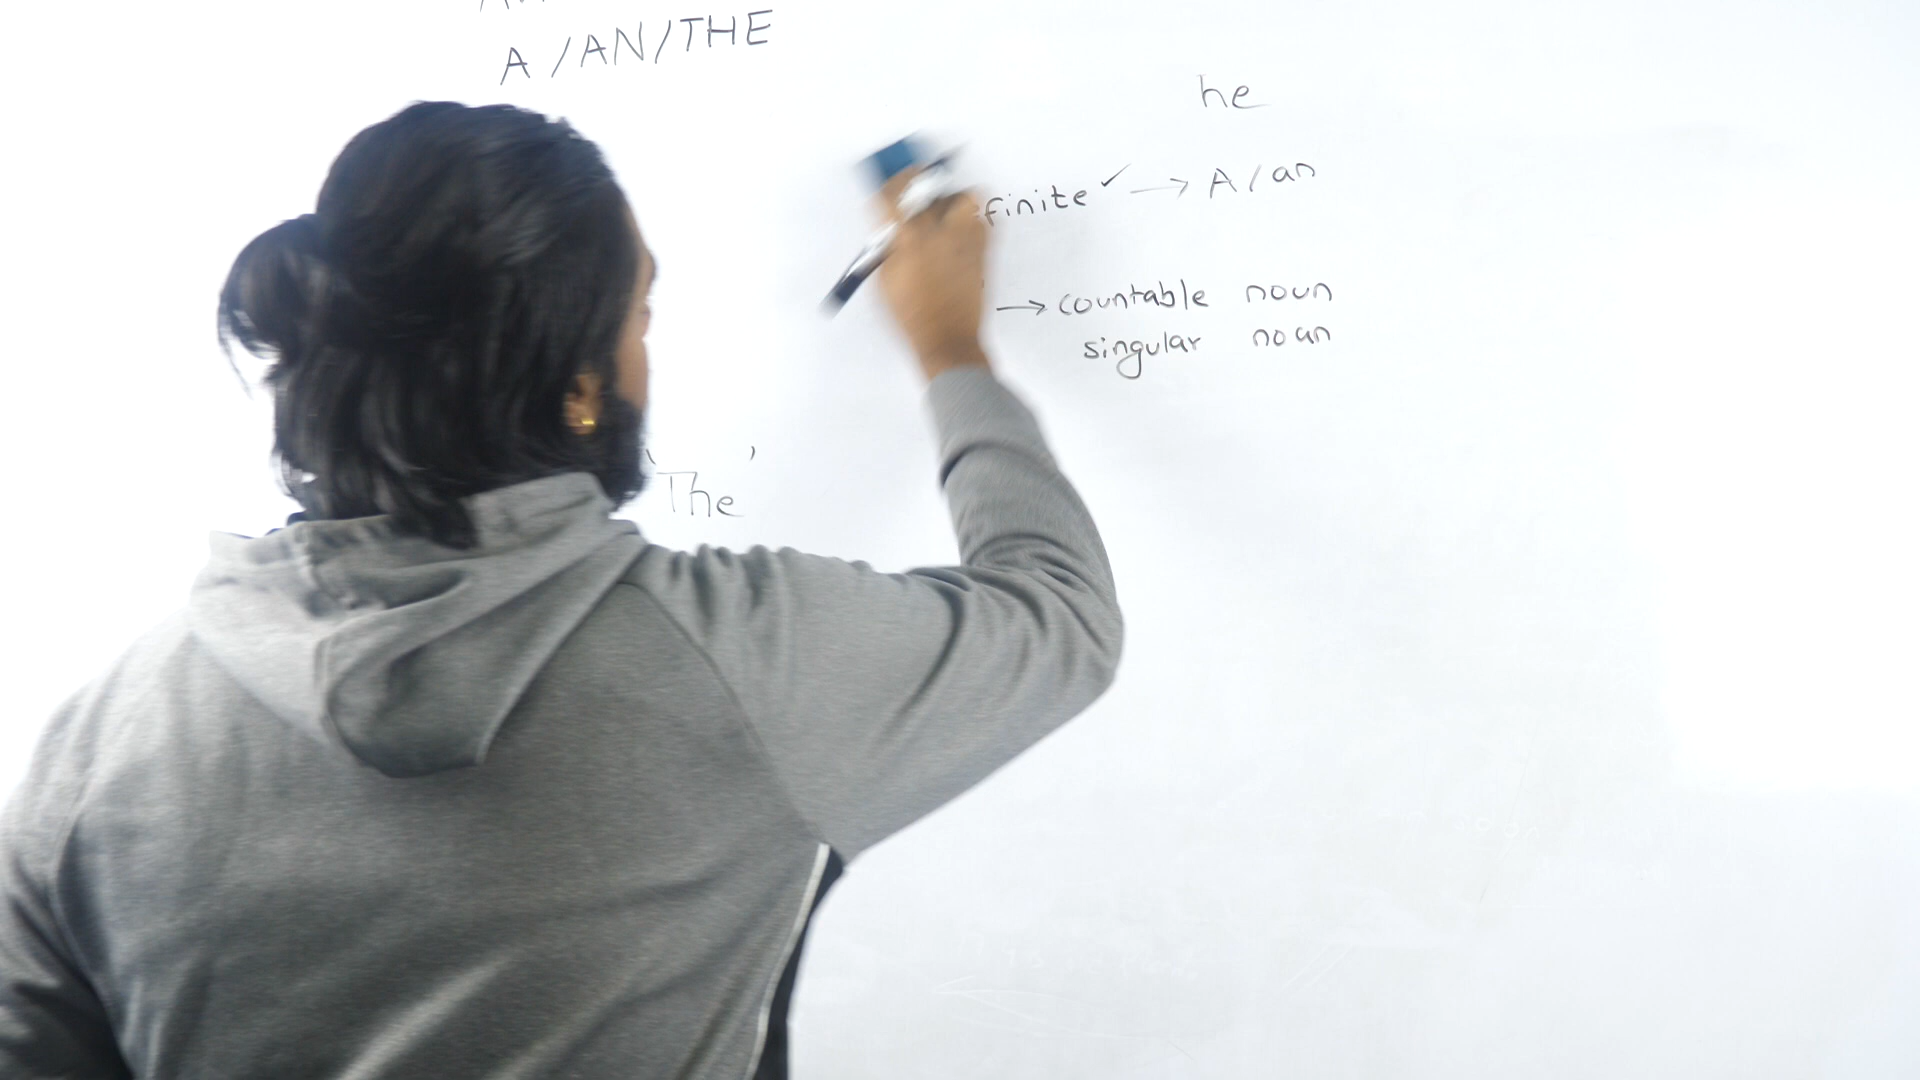 A/AN/THE
he
finite ✓ → A/an
→ countable noun
singular noun
'The'